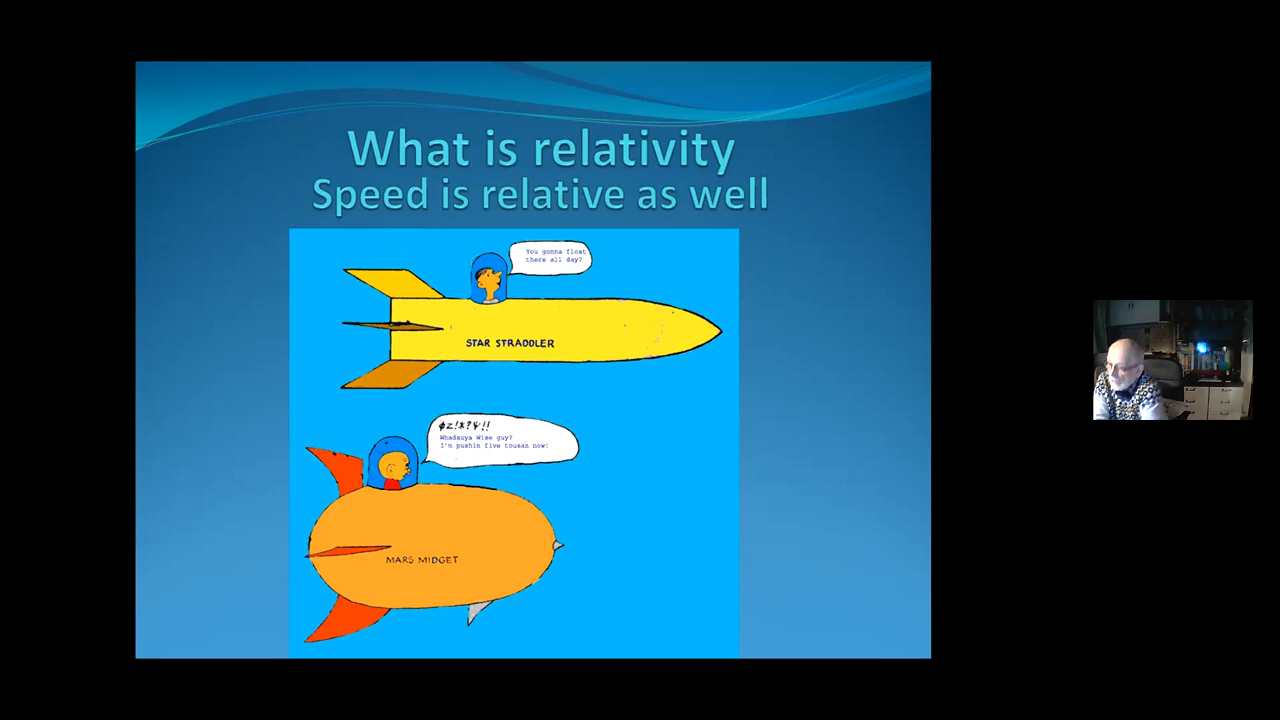 What is relativity
Speed is relative as well
You gonna float
there all day?
STAR STRADDLER
¢z!*?Ψ!!
Whadauya Wise guy?
I'm pushin five tousan now!
MARS MIDGET